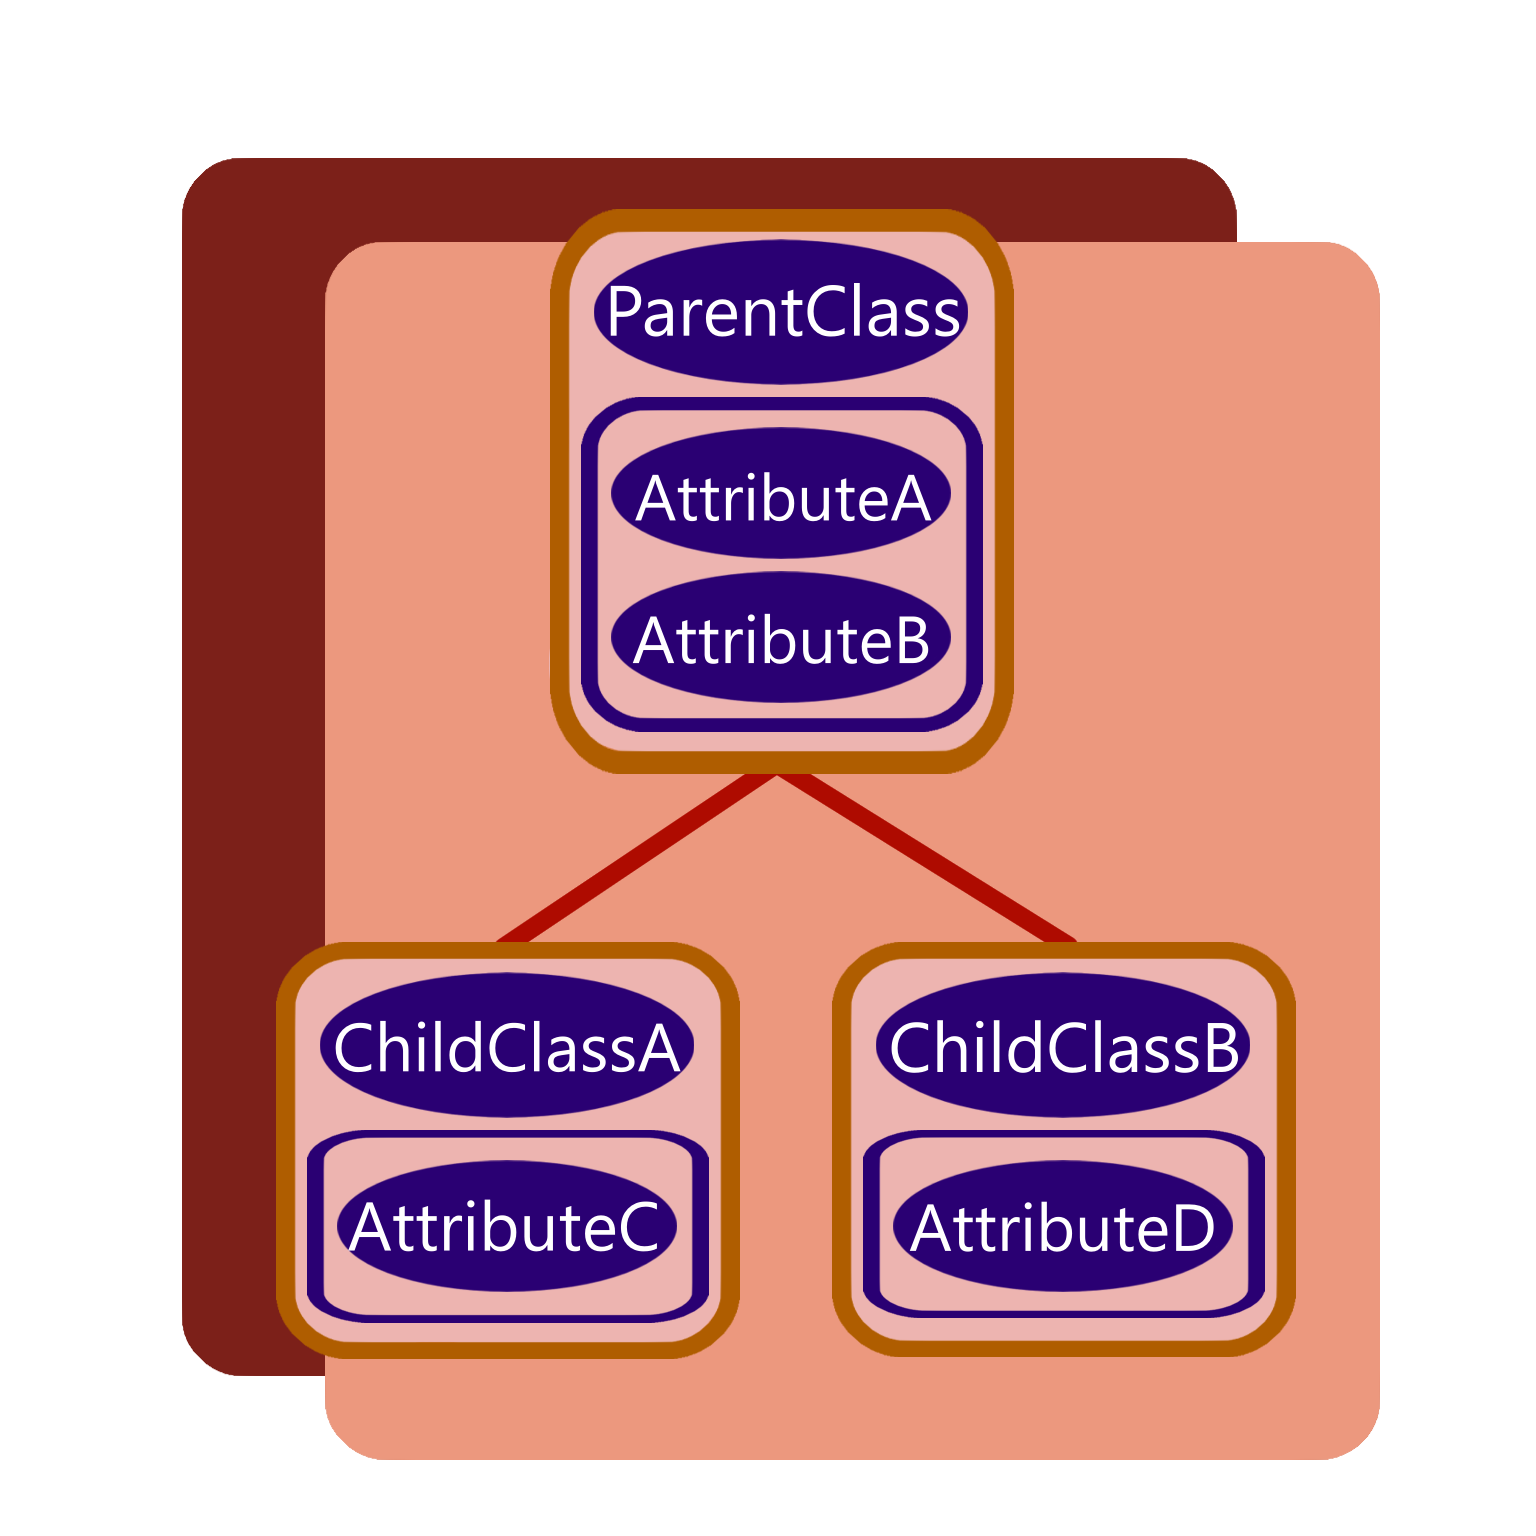 ParentClass
AttributeA
AttributeB
ChildClassA
AttributeC
ChildClassB
AttributeD